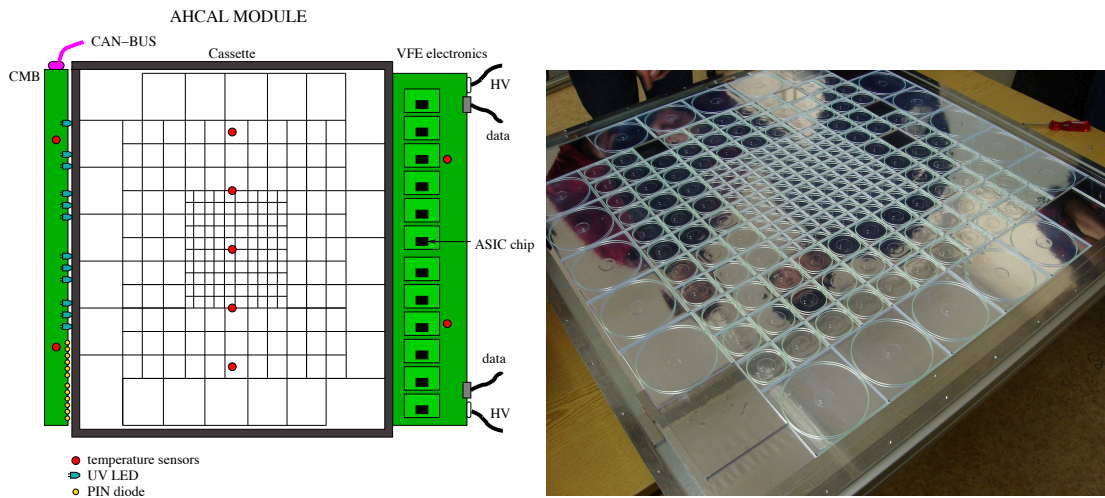 AHCAL MODULE
CAN−BUS
Cassette
VFE electronics
CMB
HV
data
ASIC chip
data
HV
temperature sensors
UV LED
PIN diode